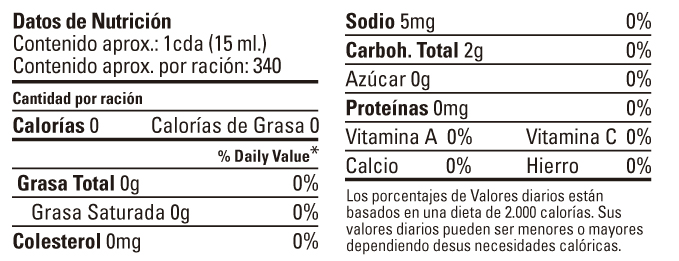 Datos de Nutrición
Contenido aprox.: 1cda (15 ml.)
Contenido aprox. por ración: 340
Cantidad por ración
Calorías 0 Calorías de Grasa 0
% Daily Value*
Grasa Total 0g 0%
Grasa Saturada 0g 0%
Colesterol 0mg 0%
Sodio 5mg 0%
Carboh. Total 2g 0%
Azúcar 0g 0%
Proteínas 0mg 0%
Vitamina A 0% Vitamina C 0%
Calcio 0% Hierro 0%
Los porcentajes de Valores diarios están
basados en una dieta de 2.000 calorías. Sus
valores diarios pueden ser menores o mayores
dependiendo desus necesidades calóricas.